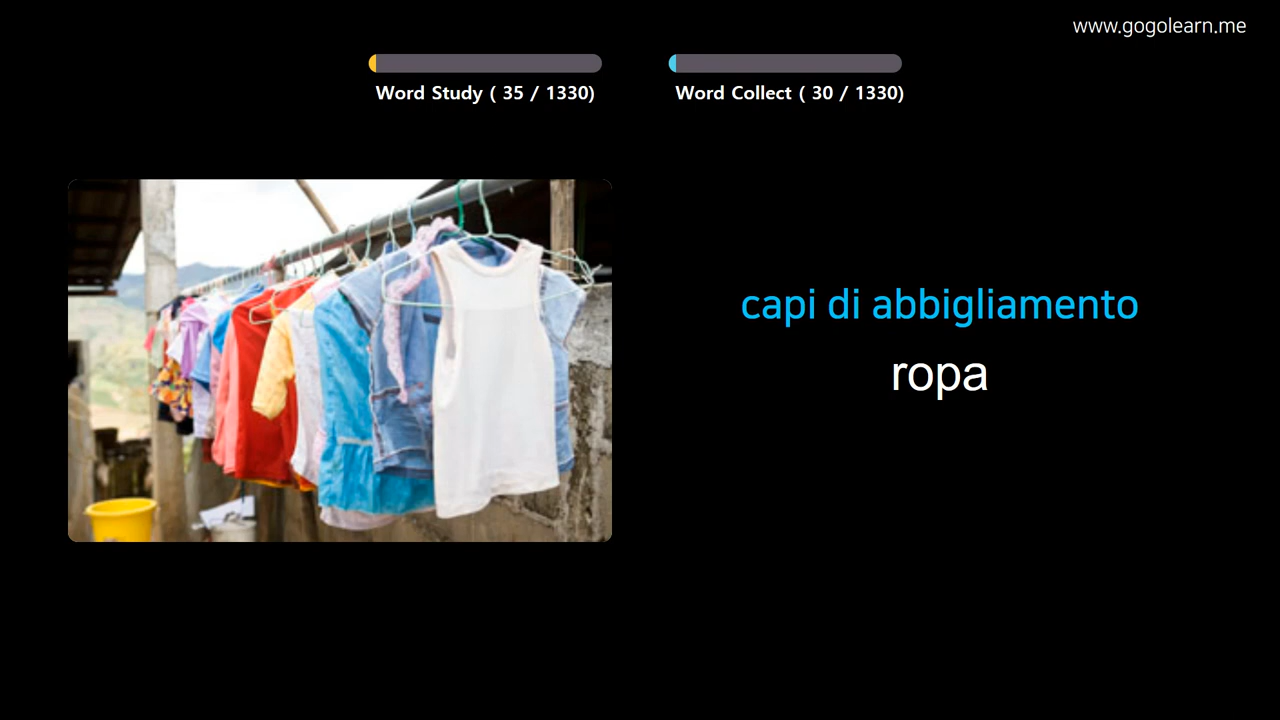 www.gogolearn.me
Word Study ( 35 / 1330)
Word Collect ( 30 / 1330)
capi di abbigliamento
ropa